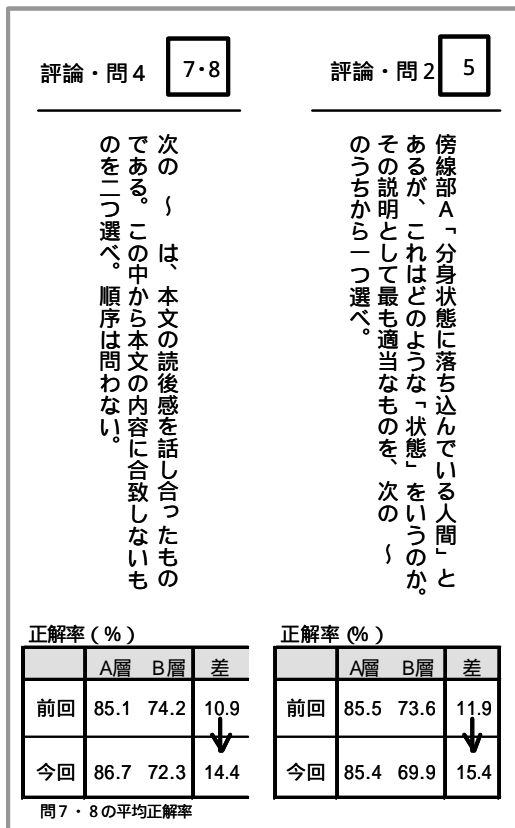 評論・問2 5
傍線部A「分身状態に落ち込んでいる人間」と
あるが、これはどのような「状態」をいうのか。
その説明として最も適当なものを、次の ~
のうちから一つ選べ。
正解率(%)
A層 B層 差
前回 85.5 73.6 11.9
今回 85.4 69.9 15.4
評論・問4 7・8
次の ~ は、本文の読後感を話し合ったもの
である。この中から本文の内容に合致しないも
のを二つ選べ。順序は問わない。
正解率(%)
A層 B層 差
前回 85.1 74.2 10.9
今回 86.7 72.3 14.4
問7・8の平均正解率